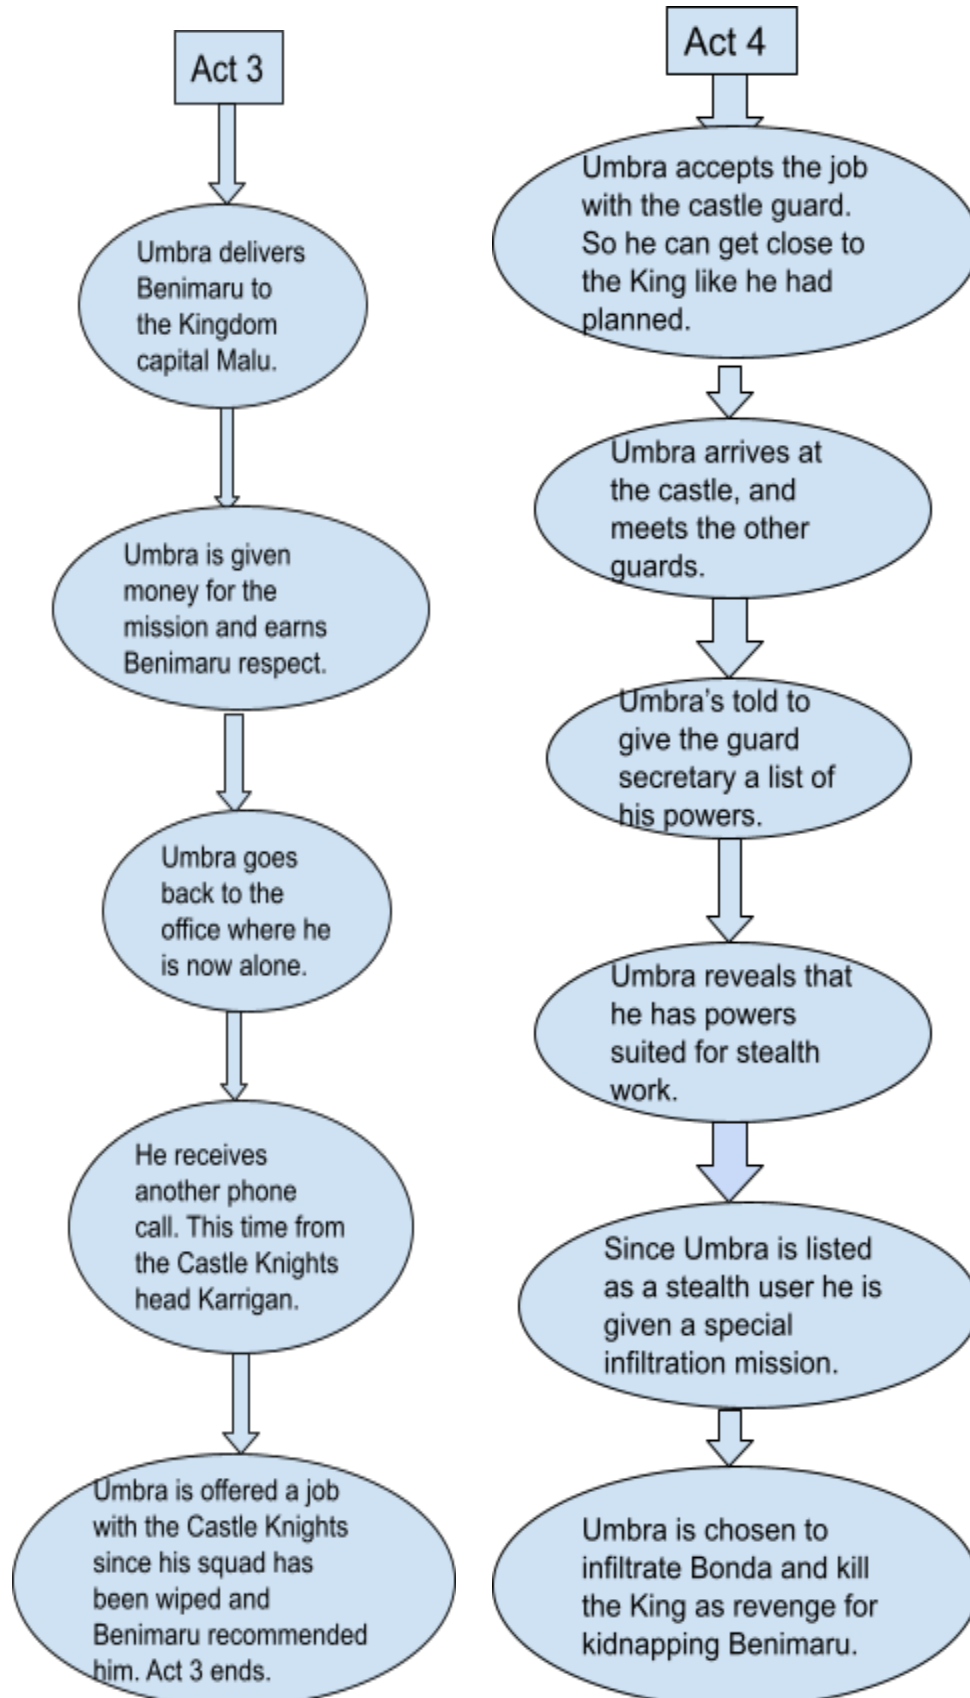 Act 3
Umbra delivers
Benimaru to
the Kingdom
capital Malu.
Umbra is given
money for the
mission and earns
Benimaru respect.
Umbra goes
back to the
office where he
is now alone.
He receives
another phone
call. This time from
the Castle Knights
head Karrigan.
Umbra is offered a job
with the Castle Knights
since his squad has
been wiped and
Benimaru recommended
him. Act 3 ends.
Act 4
Umbra accepts the job
with the castle guard.
So he can get close to
the King like he had
planned.
Umbra arrives at
the castle, and
meets the other
guards.
Umbra’s told to
give the guard
secretary a list of
his powers.
Umbra reveals that
he has powers
suited for stealth
work.
Since Umbra is listed
as a stealth user he is
given a special
infiltration mission.
Umbra is chosen to
infiltrate Bonda and kill
the King as revenge for
kidnapping Benimaru.